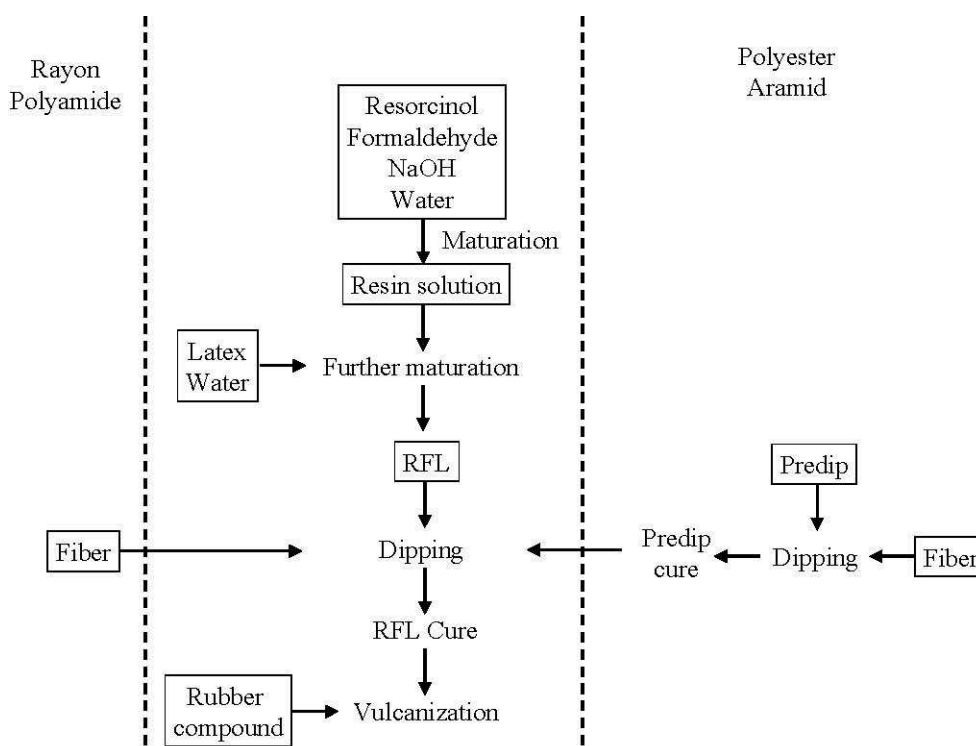 Rayon
Polyamide
Polyester
Aramid
Resorcinol
Formaldehyde
NaOH
Water
Maturation
Resin solution
Latex
Water
Further maturation
RFL
Predip
Fiber
Dipping
Predip
cure
Dipping
Fiber
RFL Cure
Rubber
compound
Vulcanization